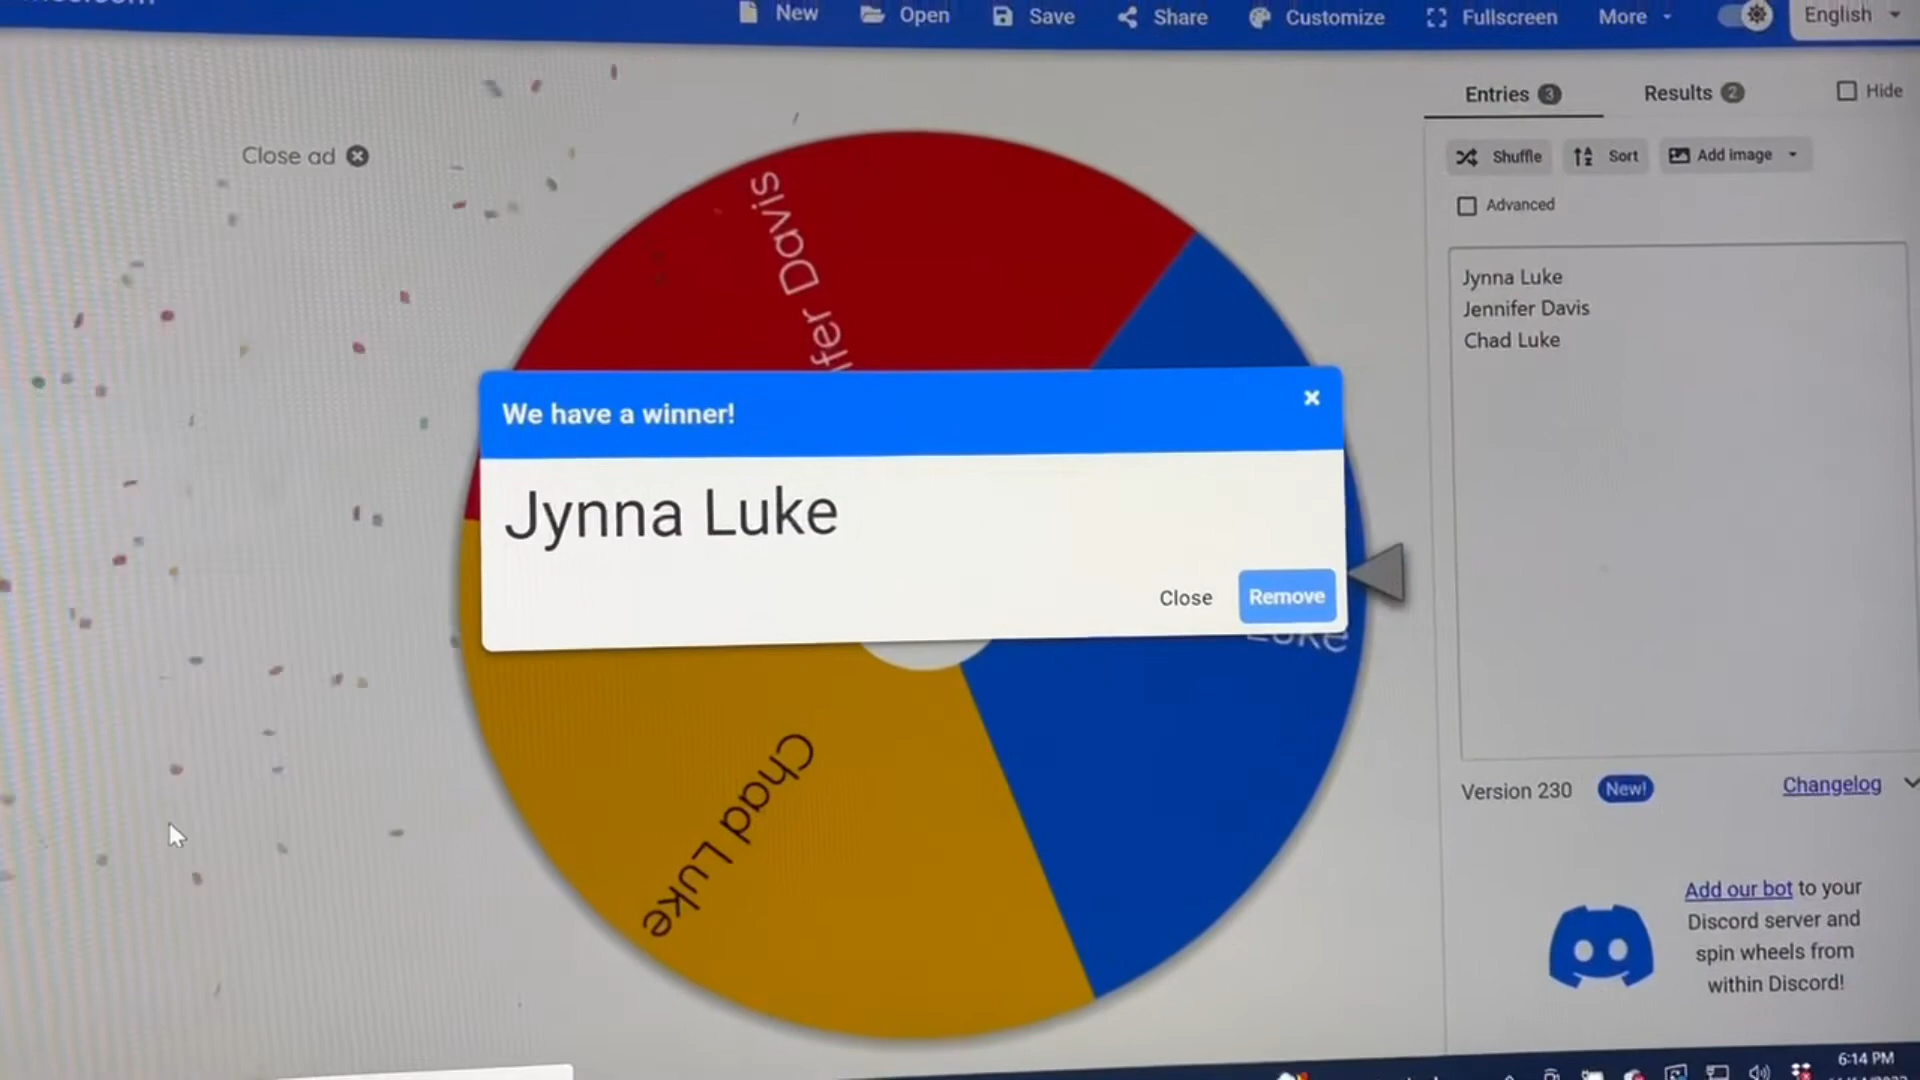 New
Open
Save
Share
Customize
Fullscreen
More
English
Entries 3
Results 2
Hide
Close ad
Shuffle
Sort
Add image
Advanced
Jynna Luke
Jennifer Davis
Chad Luke
Davis
We have a winner!
Jynna Luke
Close
Remove
Luke
Chad Luke
Version 230
New!
Changelog
Add our bot to your
Discord server and
spin wheels from
within Discord!
6:14 PM